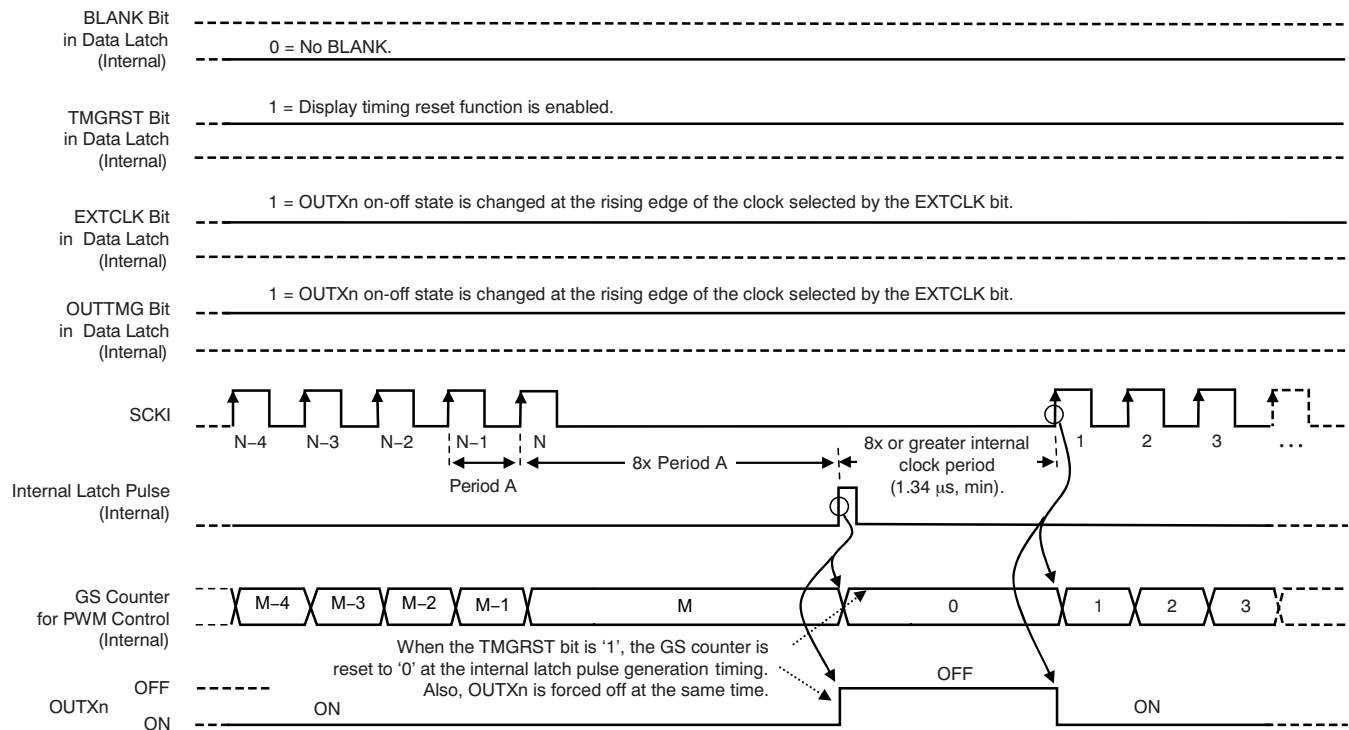 BLANK Bit
in Data Latch
(Internal)
0 = No BLANK.
TMGRST Bit
in Data Latch
(Internal)
1 = Display timing reset function is enabled.
EXTCLK Bit
in Data Latch
(Internal)
1 = OUTXn on-off state is changed at the rising edge of the clock selected by the EXTCLK bit.
OUTTMG Bit
in Data Latch
(Internal)
1 = OUTXn on-off state is changed at the rising edge of the clock selected by the EXTCLK bit.
SCKI
N−4 N−3 N−2 N−1 N 1 2 3 ...
Period A
8x Period A
8x or greater internal
clock period
(1.34 μs, min).
Internal Latch Pulse
(Internal)
GS Counter
for PWM Control
(Internal)
M−4 M−3 M−2 M−1 M 0 1 2 3
When the TMGRST bit is ‘1’, the GS counter is
reset to ‘0’ at the internal latch pulse generation timing.
Also, OUTXn is forced off at the same time.
OUTXn
OFF
ON
ON
OFF
ON